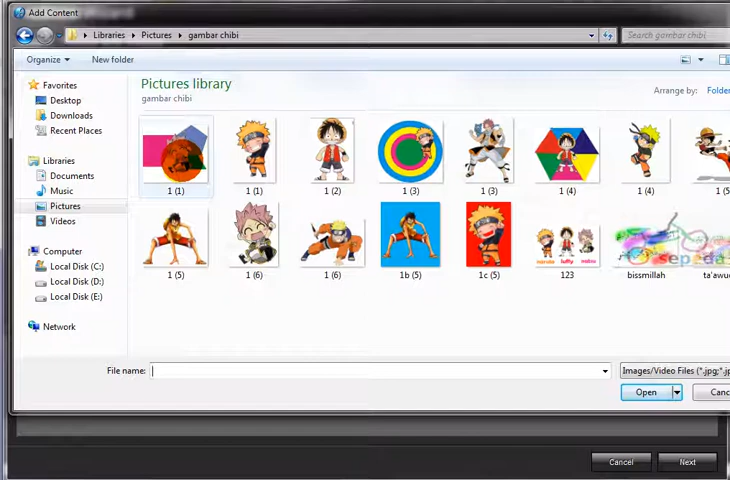 Add Content
Libraries Pictures gambar chibi
Search gambar chibi
Organize New folder
Favorites
Desktop
Downloads
Recent Places
Libraries
Documents
Music
Pictures
Videos
Computer
Local Disk (C:)
Local Disk (D:)
Local Disk (E:)
Network
Pictures library
gambar chibi
Arrange by: Folder
1 (1) 1 (1) 1 (2) 1 (3) 1 (3) 1 (4) 1 (4) 1 (5
1 (5) 1 (6) 1 (6) 1b (5) 1c (5) 123 bissmillah ta'awu
naruto luffy natsu
File name:
Images/Video Files (*.jpg;*.jp
Open Canc
Cancel Next